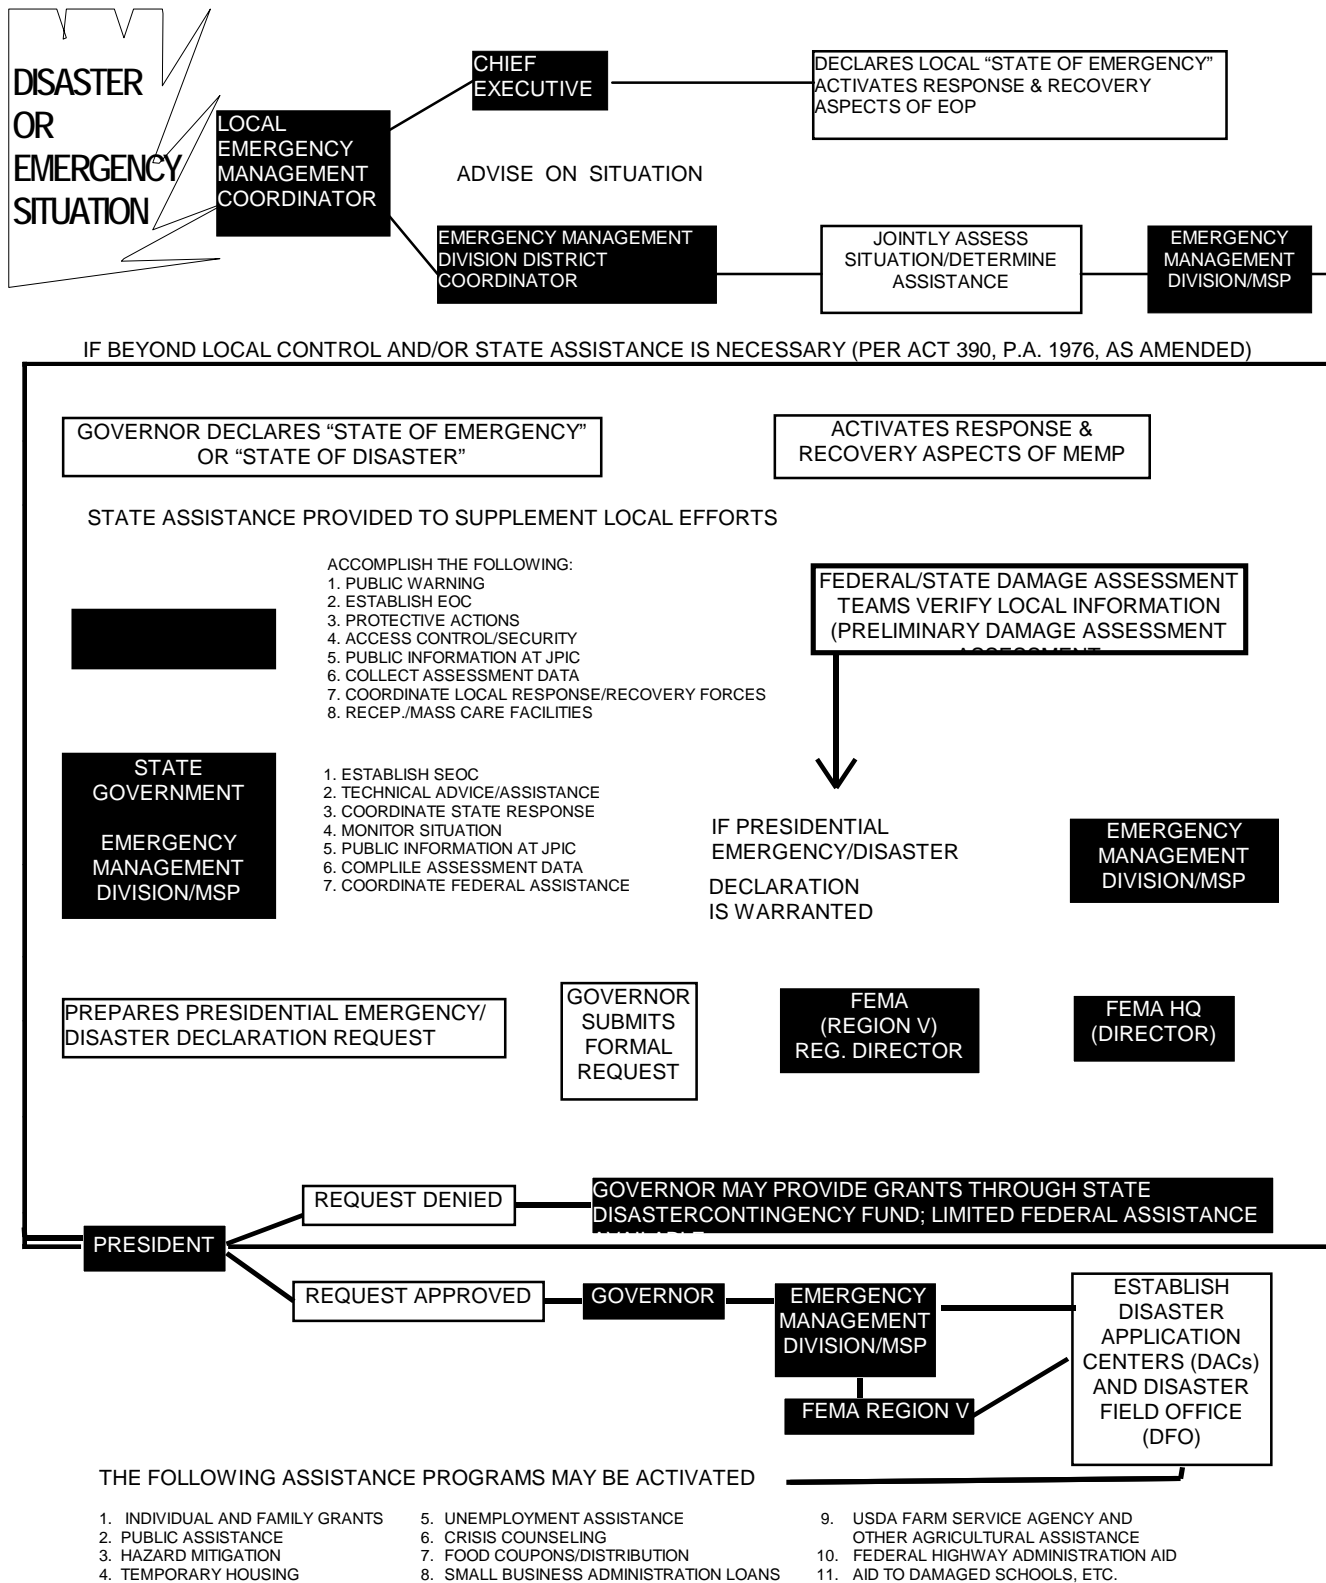 DISASTER
OR
EMERGENCY
SITUATION
LOCAL
EMERGENCY
MANAGEMENT
COORDINATOR
CHIEF
EXECUTIVE
DECLARES LOCAL “STATE OF EMERGENCY”
ACTIVATES RESPONSE & RECOVERY
ASPECTS OF EOP
ADVISE ON SITUATION
EMERGENCY MANAGEMENT
DIVISION DISTRICT
COORDINATOR
JOINTLY ASSESS
SITUATION/DETERMINE
ASSISTANCE
EMERGENCY
MANAGEMENT
DIVISION/MSP
IF BEYOND LOCAL CONTROL AND/OR STATE ASSISTANCE IS NECESSARY (PER ACT 390, P.A. 1976, AS AMENDED)
GOVERNOR DECLARES “STATE OF EMERGENCY”
OR “STATE OF DISASTER”
ACTIVATES RESPONSE &
RECOVERY ASPECTS OF MEMP
STATE ASSISTANCE PROVIDED TO SUPPLEMENT LOCAL EFFORTS
ACCOMPLISH THE FOLLOWING:
1. PUBLIC WARNING
2. ESTABLISH EOC
3. PROTECTIVE ACTIONS
4. ACCESS CONTROL/SECURITY
5. PUBLIC INFORMATION AT JPIC
6. COLLECT ASSESSMENT DATA
7. COORDINATE LOCAL RESPONSE/RECOVERY FORCES
8. RECEP./MASS CARE FACILITIES
FEDERAL/STATE DAMAGE ASSESSMENT
TEAMS VERIFY LOCAL INFORMATION
(PRELIMINARY DAMAGE ASSESSMENT
ASSESSMENT
STATE
GOVERNMENT
EMERGENCY
MANAGEMENT
DIVISION/MSP
1. ESTABLISH SEOC
2. TECHNICAL ADVICE/ASSISTANCE
3. COORDINATE STATE RESPONSE
4. MONITOR SITUATION
5. PUBLIC INFORMATION AT JPIC
6. COMPLILE ASSESSMENT DATA
7. COORDINATE FEDERAL ASSISTANCE
IF PRESIDENTIAL
EMERGENCY/DISASTER
DECLARATION
IS WARRANTED
EMERGENCY
MANAGEMENT
DIVISION/MSP
PREPARES PRESIDENTIAL EMERGENCY/
DISASTER DECLARATION REQUEST
GOVERNOR
SUBMITS
FORMAL
REQUEST
FEMA
(REGION V)
REG. DIRECTOR
FEMA HQ
(DIRECTOR)
REQUEST DENIED
GOVERNOR MAY PROVIDE GRANTS THROUGH STATE
DISASTERCONTINGENCY FUND; LIMITED FEDERAL ASSISTANCE
PRESIDENT
REQUEST APPROVED
GOVERNOR
EMERGENCY
MANAGEMENT
DIVISION/MSP
FEMA REGION V
ESTABLISH
DISASTER
APPLICATION
CENTERS (DACs)
AND DISASTER
FIELD OFFICE
(DFO)
THE FOLLOWING ASSISTANCE PROGRAMS MAY BE ACTIVATED
1. INDIVIDUAL AND FAMILY GRANTS
2. PUBLIC ASSISTANCE
3. HAZARD MITIGATION
4. TEMPORARY HOUSING
5. UNEMPLOYMENT ASSISTANCE
6. CRISIS COUNSELING
7. FOOD COUPONS/DISTRIBUTION
8. SMALL BUSINESS ADMINISTRATION LOANS
9. USDA FARM SERVICE AGENCY AND
OTHER AGRICULTURAL ASSISTANCE
10. FEDERAL HIGHWAY ADMINISTRATION AID
11. AID TO DAMAGED SCHOOLS, ETC.